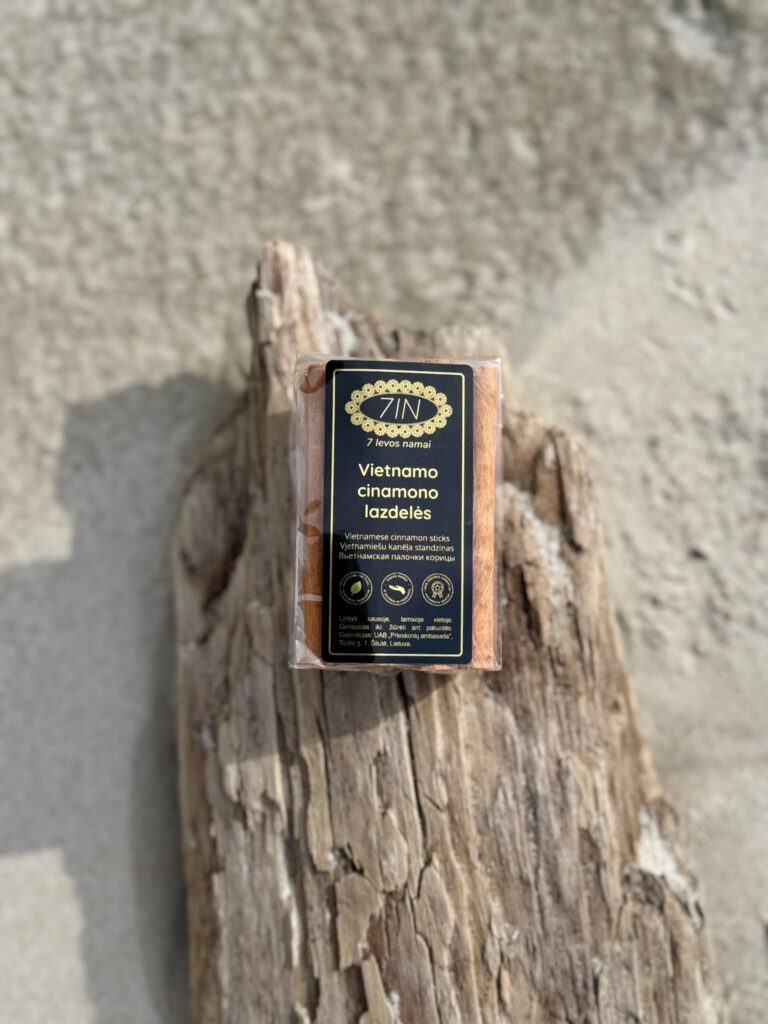 7IN
7 Ievos namai
Vietnamo
cinamono
lazdelės
Vietnamese cinnamon sticks
Vjetnamiešu kanēļa standziņas
Вьетнамская палочки корицы
Laikyti sausoje, tamsioje vietoje.
Geriausias iki: žiūrėti ant pakuotės.
Gamintojas: UAB „Prieskonių ambasada",
Tilžės g. 1, Šilutė, Lietuva.